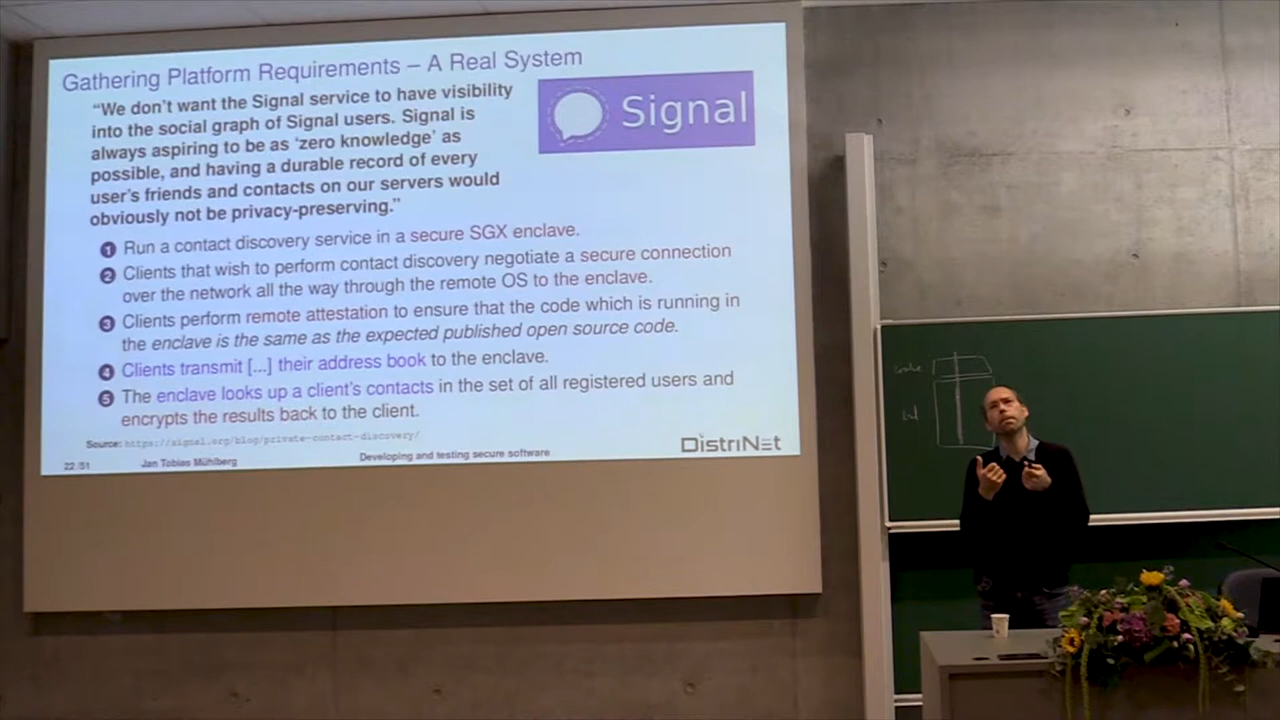 Gathering Platform Requirements – A Real System
“We don’t want the Signal service to have visibility
into the social graph of Signal users. Signal is
always aspiring to be as ‘zero knowledge’ as
possible, and having a durable record of every
user’s friends and contacts on our servers would
obviously not be privacy-preserving.”
Signal
1 Run a contact discovery service in a secure SGX enclave.
2 Clients that wish to perform contact discovery negotiate a secure connection
over the network all the way through the remote OS to the enclave.
3 Clients perform remote attestation to ensure that the code which is running in
the enclave is the same as the expected published open source code.
4 Clients transmit [...] their address book to the enclave.
5 The enclave looks up a client’s contacts in the set of all registered users and
encrypts the results back to the client.
Source: https://signal.org/blog/private-contact-discovery/
DistriNet
22/51 Jan Tobias Mühlberg Developing and testing secure software
code